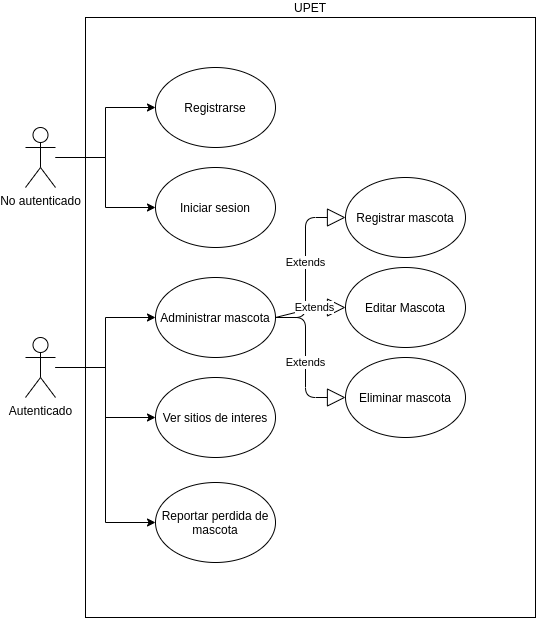 UPET
Registrarse
No autenticado
Iniciar sesion
Registrar mascota
Extends
Administrar mascota
Extends
Editar Mascota
Extends
Autenticado
Eliminar mascota
Ver sitios de interes
Reportar perdida de
mascota